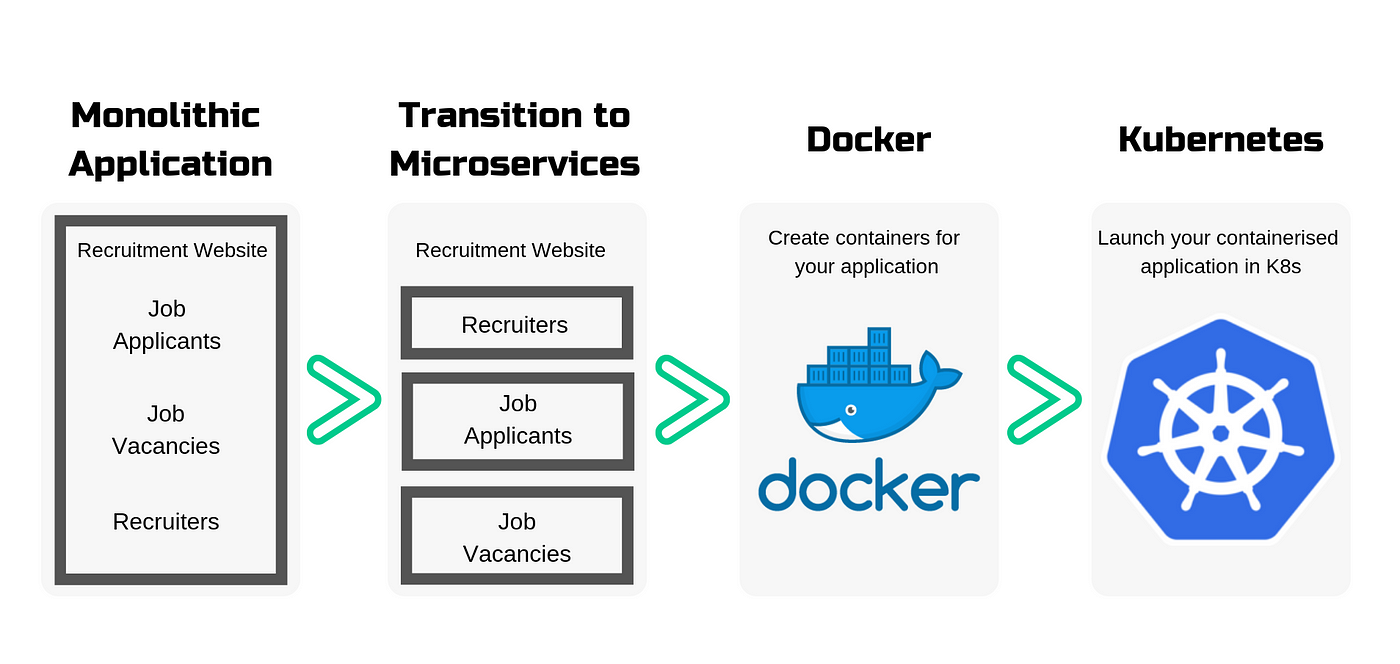 Monolithic
Application
Recruitment Website
Job
Applicants
Job
Vacancies
Recruiters
Transition to
Microservices
Recruitment Website
Recruiters
Job
Applicants
Job
Vacancies
Docker
Create containers for
your application
docker
Kubernetes
Launch your containerised
application in K8s